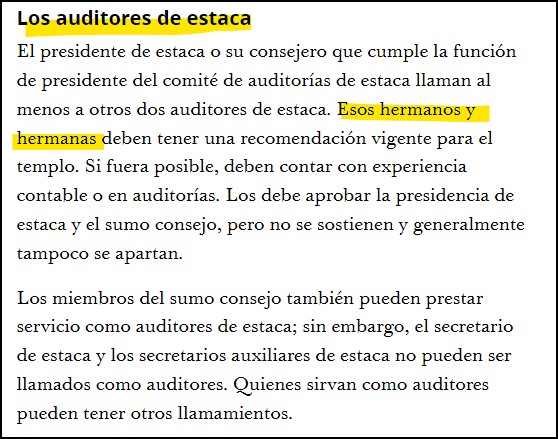 Los auditores de estaca
El presidente de estaca o su consejero que cumple la función
de presidente del comité de auditorías de estaca llaman al
menos a otros dos auditores de estaca. Esos hermanos y
hermanas deben tener una recomendación vigente para el
templo. Si fuera posible, deben contar con experiencia
contable o en auditorías. Los debe aprobar la presidencia de
estaca y el sumo consejo, pero no se sostienen y generalmente
tampoco se apartan.
Los miembros del sumo consejo también pueden prestar
servicio como auditores de estaca; sin embargo, el secretario
de estaca y los secretarios auxiliares de estaca no pueden ser
llamados como auditores. Quienes sirvan como auditores
pueden tener otros llamamientos.